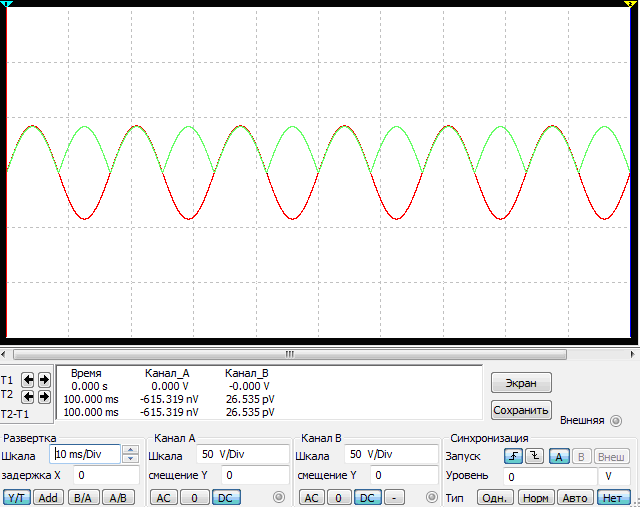 1 2
Время Канал_A Канал_B
T1 0.000 s 0.000 V -0.000 V
T2 100.000 ms -615.319 nV 26.535 pV
T2-T1 100.000 ms -615.319 nV 26.535 pV
Экран
Сохранить
Внешняя
Развертка Канал A Канал B Синхронизация
Шкала 10 ms/Div Шкала 50 V/Div Шкала 50 V/Div Запуск A B Внеш
задержка X 0 смещение Y 0 смещение Y 0 Уровень 0 V
Y/T Add B/A A/B AC 0 DC AC 0 DC - Тип Одн. Норм Авто Нет